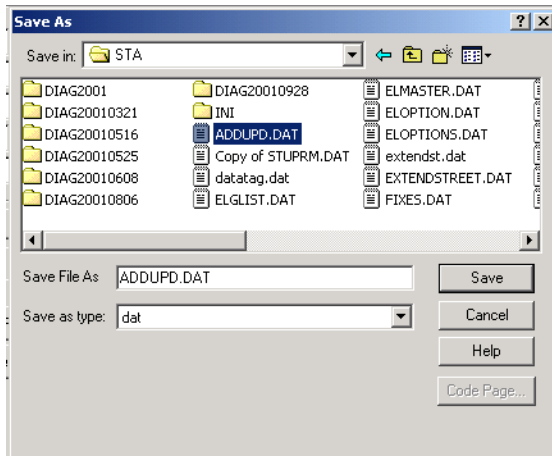 Save As
Save in: STA
DIAG2001 DIAG20010928 ELMASTER.DAT
DIAG20010321 INI ELOPTION.DAT
DIAG20010516 ADDUPD.DAT ELOPTIONS.DAT
DIAG20010525 Copy of STUPRM.DAT extendst.dat
DIAG20010608 datatag.dat EXTENDSTREET.DAT
DIAG20010806 ELGLIST.DAT FIXES.DAT
Save File As ADDUPD.DAT Save
Save as type: dat Cancel
Help
Code Page...